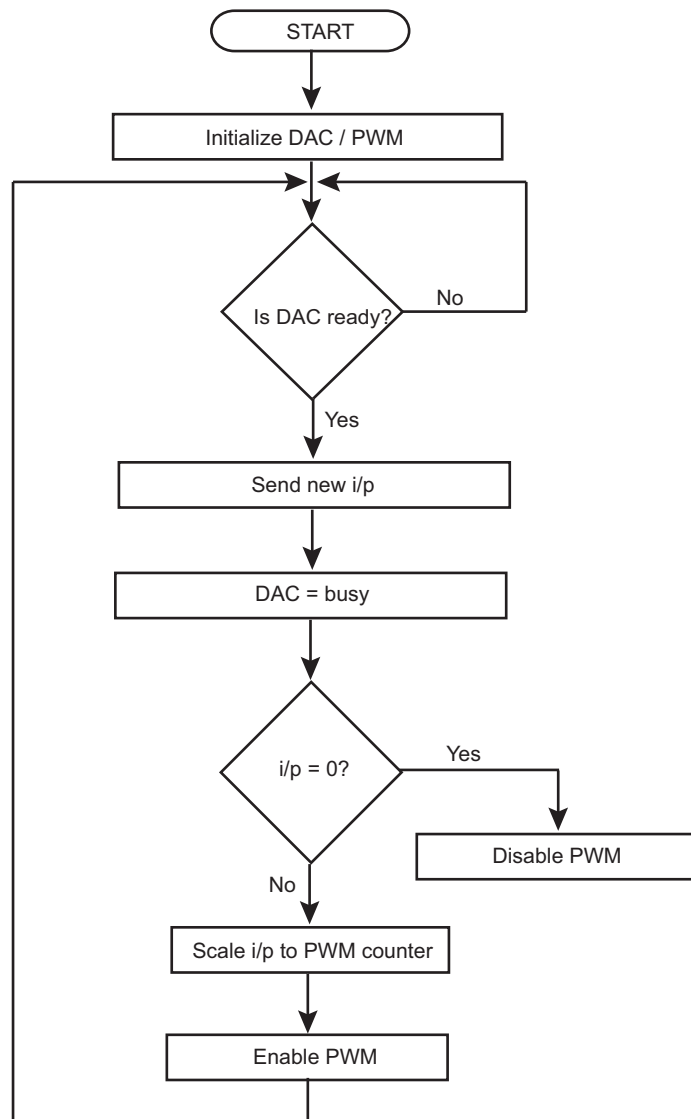 START
Initialize DAC / PWM
Is DAC ready?
No
Yes
Send new i/p
DAC = busy
i/p = 0?
Yes
Disable PWM
No
Scale i/p to PWM counter
Enable PWM